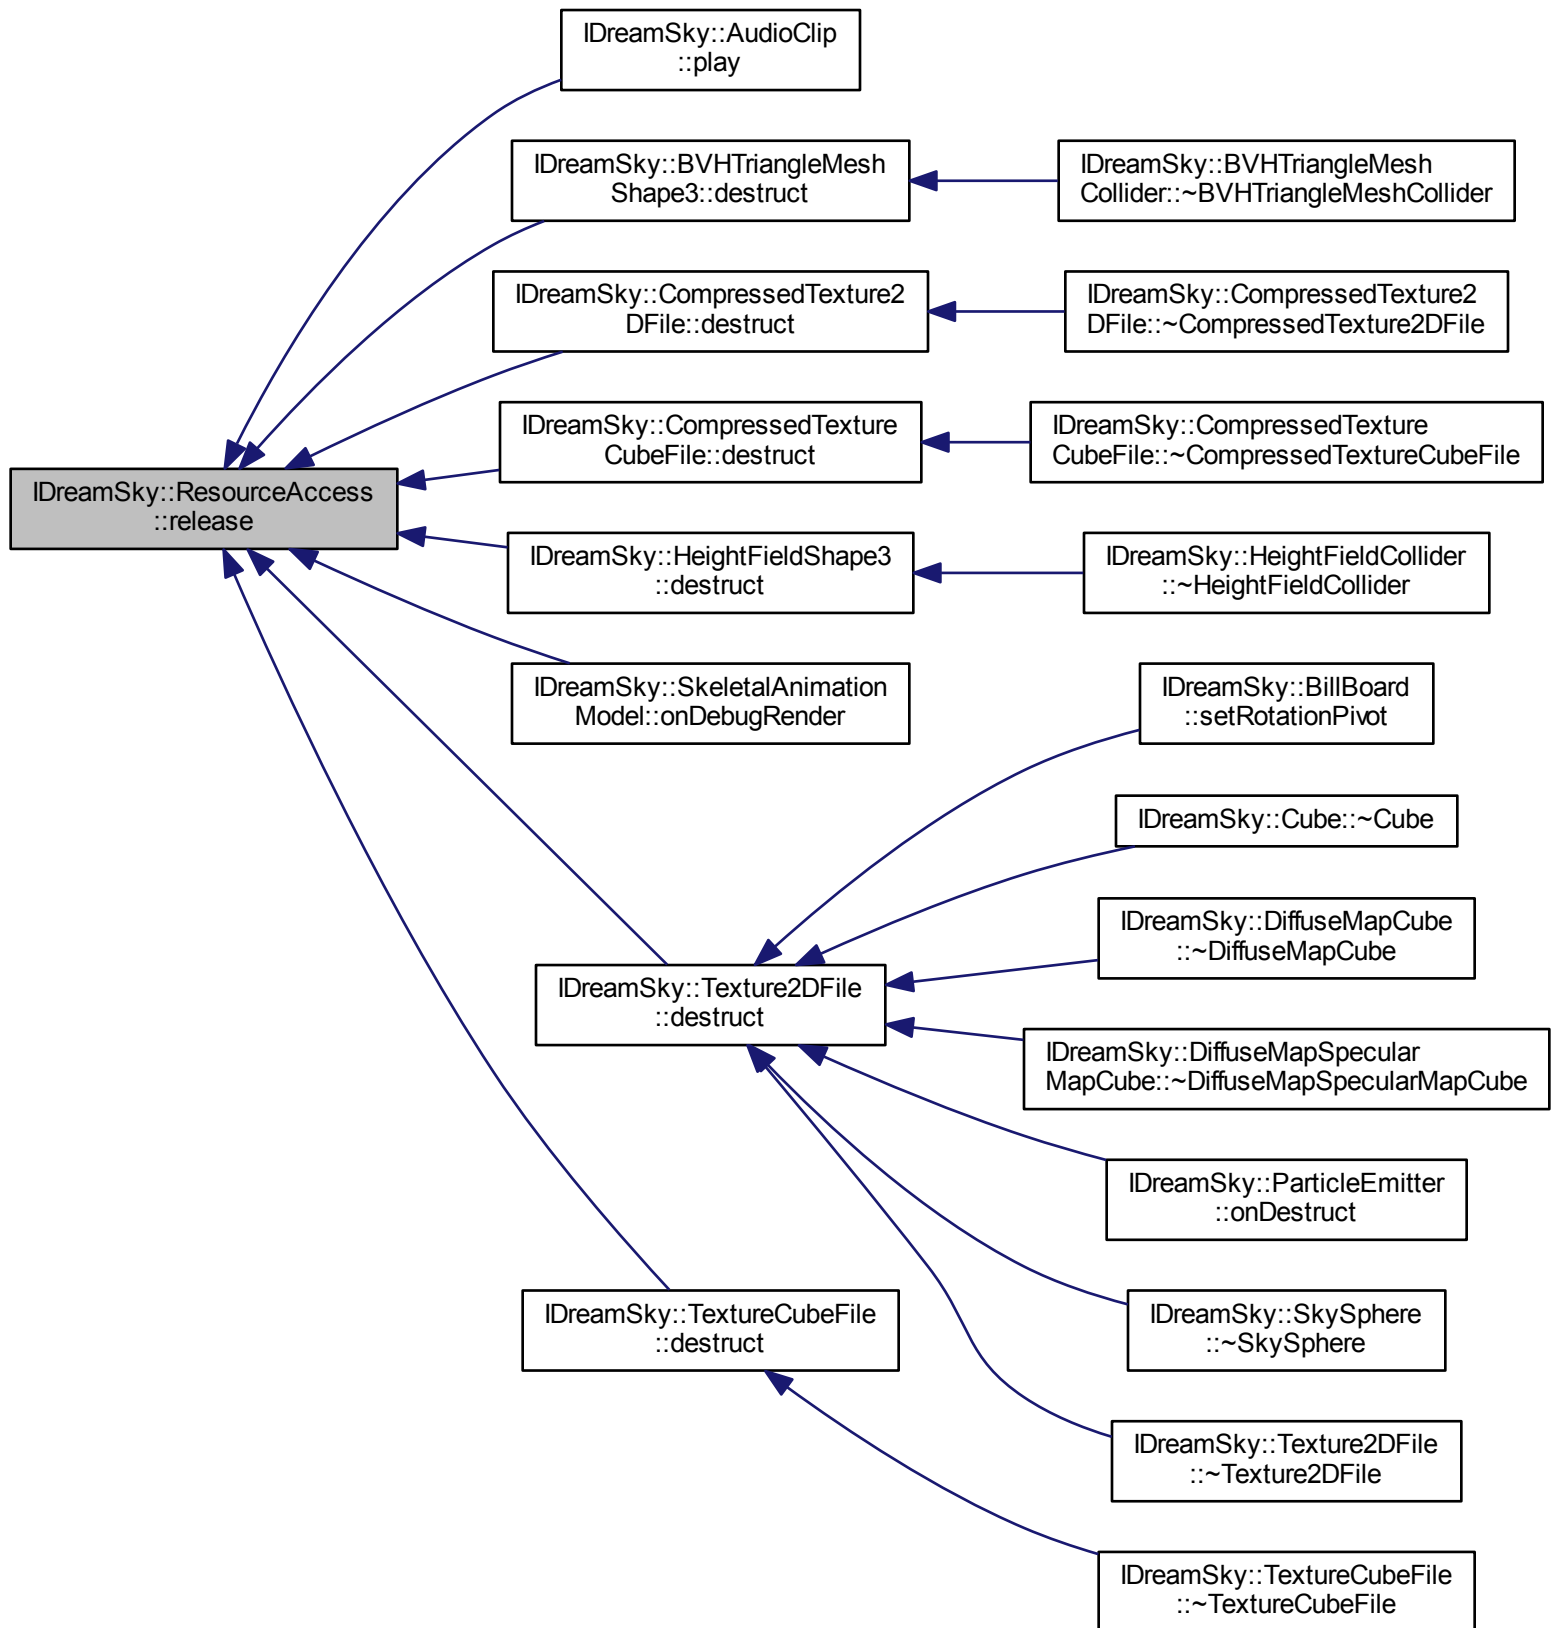 IDreamSky::AudioClip
::play
IDreamSky::BVHTriangleMesh
Shape3::destruct
IDreamSky::BVHTriangleMesh
Collider::~BVHTriangleMeshCollider
IDreamSky::CompressedTexture2
DFile::destruct
IDreamSky::CompressedTexture2
DFile::~CompressedTexture2DFile
IDreamSky::CompressedTexture
CubeFile::destruct
IDreamSky::CompressedTexture
CubeFile::~CompressedTextureCubeFile
IDreamSky::ResourceAccess
::release
IDreamSky::HeightFieldShape3
::destruct
IDreamSky::HeightFieldCollider
::~HeightFieldCollider
IDreamSky::SkeletalAnimation
Model::onDebugRender
IDreamSky::BillBoard
::setRotationPivot
IDreamSky::Cube::~Cube
IDreamSky::DiffuseMapCube
::~DiffuseMapCube
IDreamSky::Texture2DFile
::destruct
IDreamSky::DiffuseMapSpecular
MapCube::~DiffuseMapSpecularMapCube
IDreamSky::ParticleEmitter
::onDestruct
IDreamSky::SkySphere
::~SkySphere
IDreamSky::TextureCubeFile
::destruct
IDreamSky::Texture2DFile
::~Texture2DFile
IDreamSky::TextureCubeFile
::~TextureCubeFile